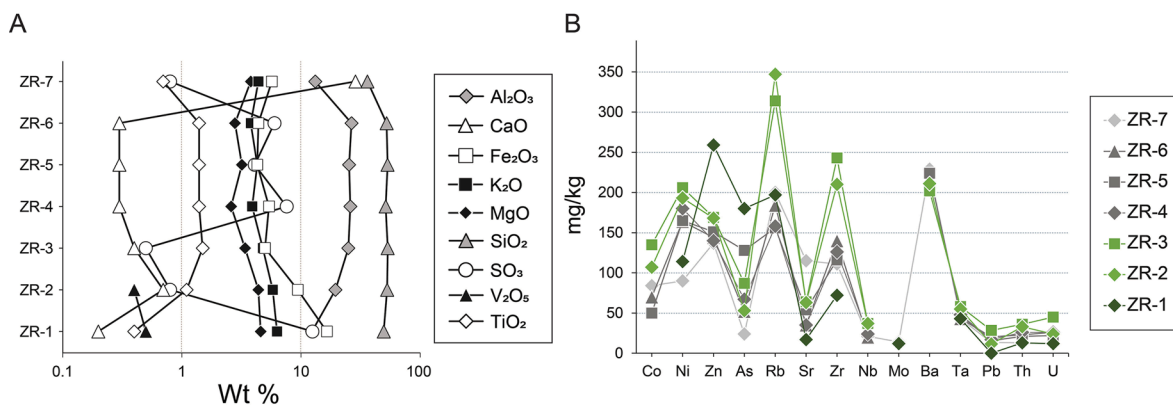 A
ZR-7
ZR-6
ZR-5
ZR-4
ZR-3
ZR-2
ZR-1
0.1
1
10
100
Wt %
Al₂O₃
CaO
Fe₂O₃
K₂O
MgO
SiO₂
SO₃
V₂O₅
TiO₂
B
mg/kg
350
300
250
200
150
100
50
0
Co Ni Zn As Rb Sr Zr Nb Mo Ba Ta Pb Th U
ZR-7
ZR-6
ZR-5
ZR-4
ZR-3
ZR-2
ZR-1